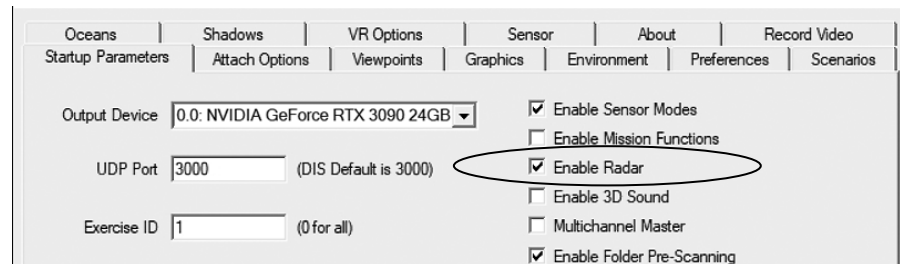 Oceans Shadows VR Options Sensor About Record Video
Startup Parameters Attach Options Viewpoints Graphics Environment Preferences Scenarios
Output Device 0.0: NVIDIA GeForce RTX 3090 24GB Enable Sensor Modes
Enable Mission Functions
UDP Port 3000 (DIS Default is 3000) Enable Radar
Enable 3D Sound
Exercise ID 1 (0 for all) Multichannel Master
Enable Folder Pre-Scanning